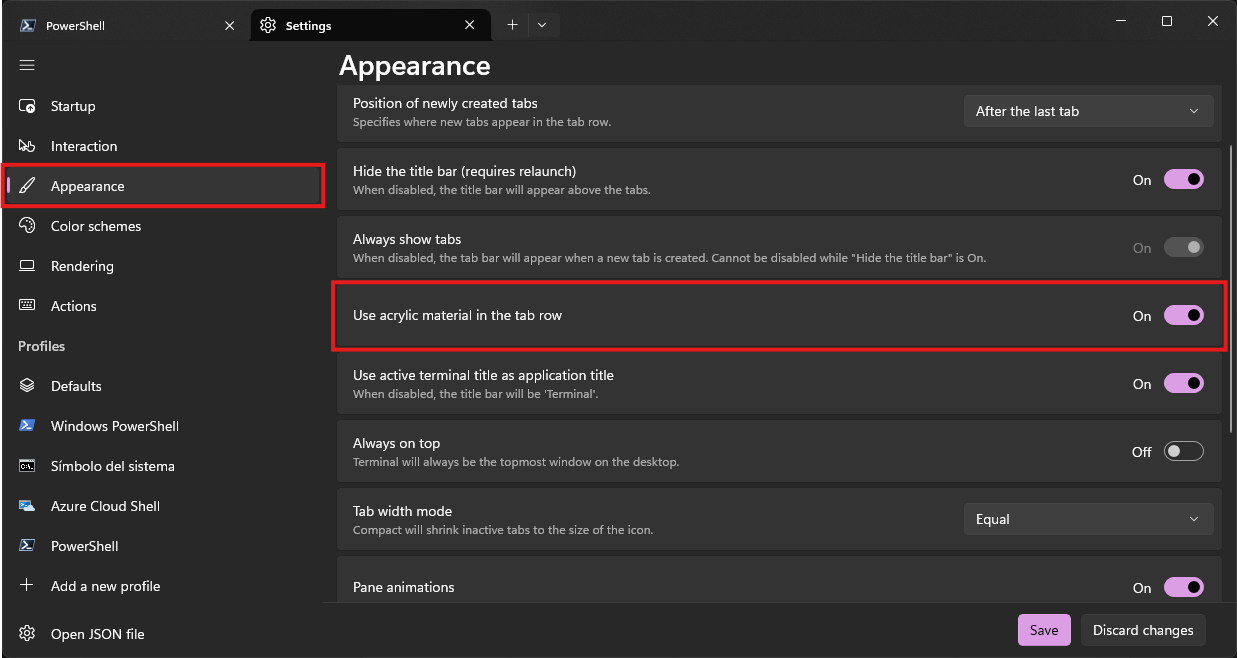 PowerShell
Settings
Appearance
Startup
Interaction
Appearance
Color schemes
Rendering
Actions
Profiles
Defaults
Windows PowerShell
Símbolo del sistema
Azure Cloud Shell
PowerShell
Add a new profile
Open JSON file
Position of newly created tabs
Specifies where new tabs appear in the tab row.
After the last tab
Hide the title bar (requires relaunch)
When disabled, the title bar will appear above the tabs.
On
Always show tabs
When disabled, the tab bar will appear when a new tab is created. Cannot be disabled while "Hide the title bar" is On.
On
Use acrylic material in the tab row
On
Use active terminal title as application title
When disabled, the title bar will be 'Terminal'.
On
Always on top
Terminal will always be the topmost window on the desktop.
Off
Tab width mode
Compact will shrink inactive tabs to the size of the icon.
Equal
Pane animations
On
Save
Discard changes